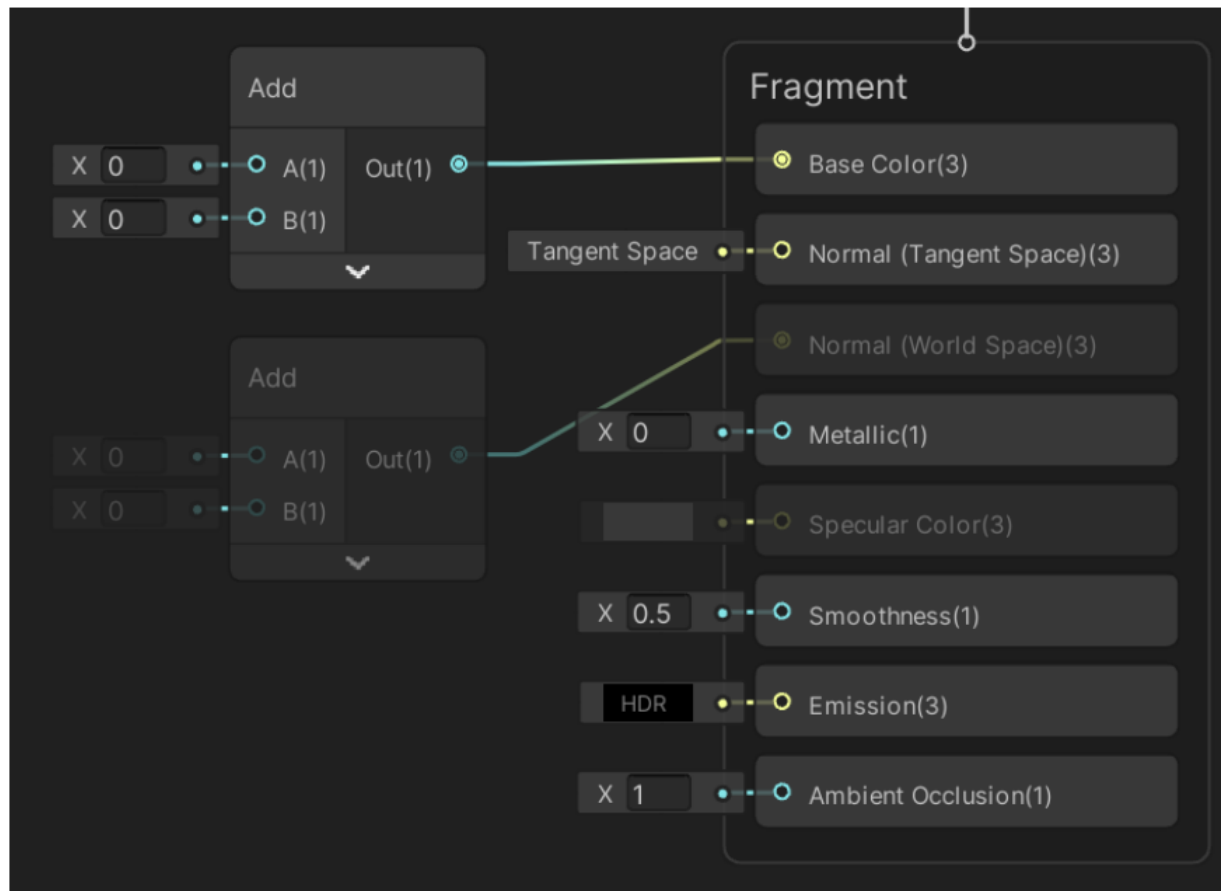 Add
X 0
A(1)
Out(1)
X 0
B(1)
Add
X 0
A(1)
Out(1)
X 0
B(1)
Fragment
Base Color(3)
Tangent Space
Normal (Tangent Space)(3)
Normal (World Space)(3)
X 0
Metallic(1)
Specular Color(3)
X 0.5
Smoothness(1)
HDR
Emission(3)
X 1
Ambient Occlusion(1)